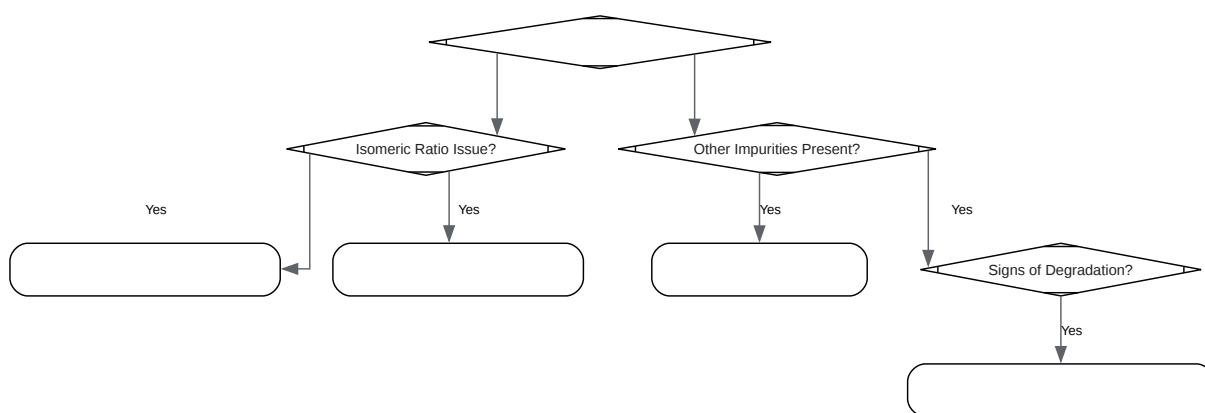 Isomeric Ratio Issue?
Other Impurities Present?
Yes
Yes
Yes
Yes
Signs of Degradation?
Yes